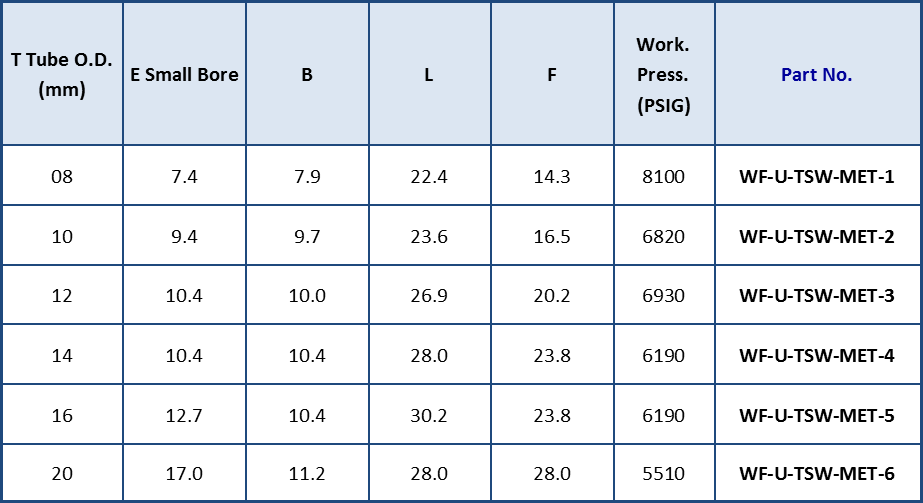 T Tube O.D. (mm) E Small Bore B L F Work. Press. (PSIG) Part No.
08 7.4 7.9 22.4 14.3 8100 WF-U-TSW-MET-1
10 9.4 9.7 23.6 16.5 6820 WF-U-TSW-MET-2
12 10.4 10.0 26.9 20.2 6930 WF-U-TSW-MET-3
14 10.4 10.4 28.0 23.8 6190 WF-U-TSW-MET-4
16 12.7 10.4 30.2 23.8 6190 WF-U-TSW-MET-5
20 17.0 11.2 28.0 28.0 5510 WF-U-TSW-MET-6